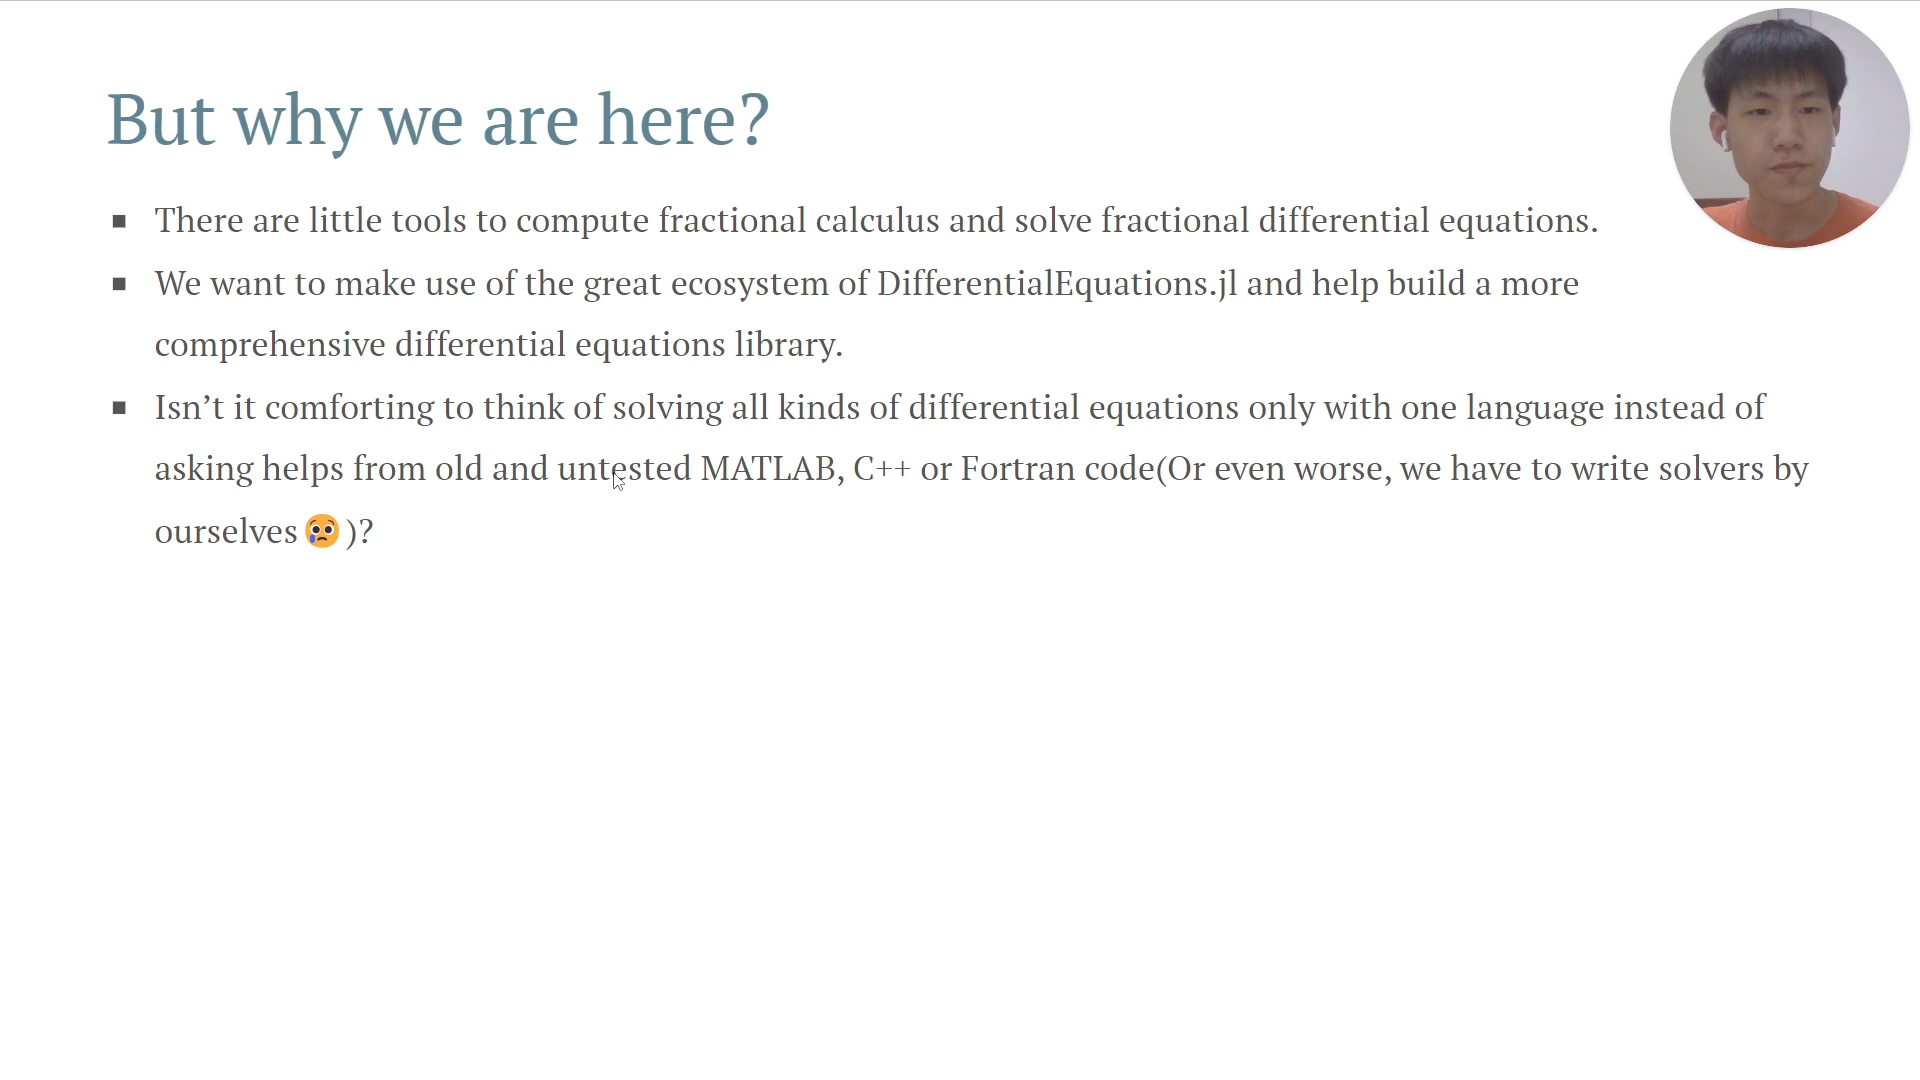 But why we are here?
▪ There are little tools to compute fractional calculus and solve fractional differential equations.
▪ We want to make use of the great ecosystem of DifferentialEquations.jl and help build a more
comprehensive differential equations library.
▪ Isn’t it comforting to think of solving all kinds of differential equations only with one language instead of
asking helps from old and untested MATLAB, C++ or Fortran code(Or even worse, we have to write solvers by
ourselves 😢 )?